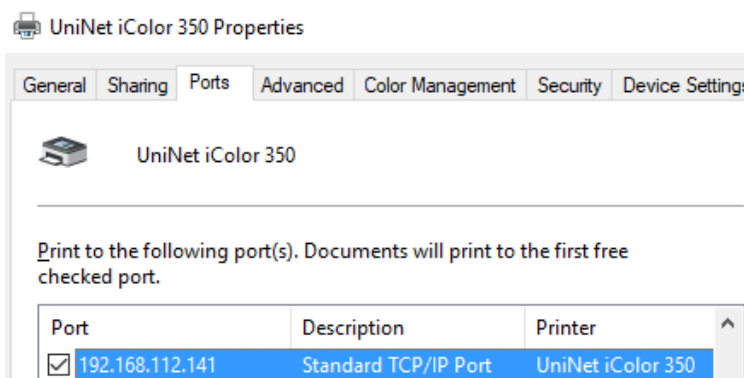 UniNet iColor 350 Properties
General Sharing Ports Advanced Color Management Security Device Settings
UniNet iColor 350
Print to the following port(s). Documents will print to the first free
checked port.
Port Description Printer
192.168.112.141 Standard TCP/IP Port UniNet iColor 350